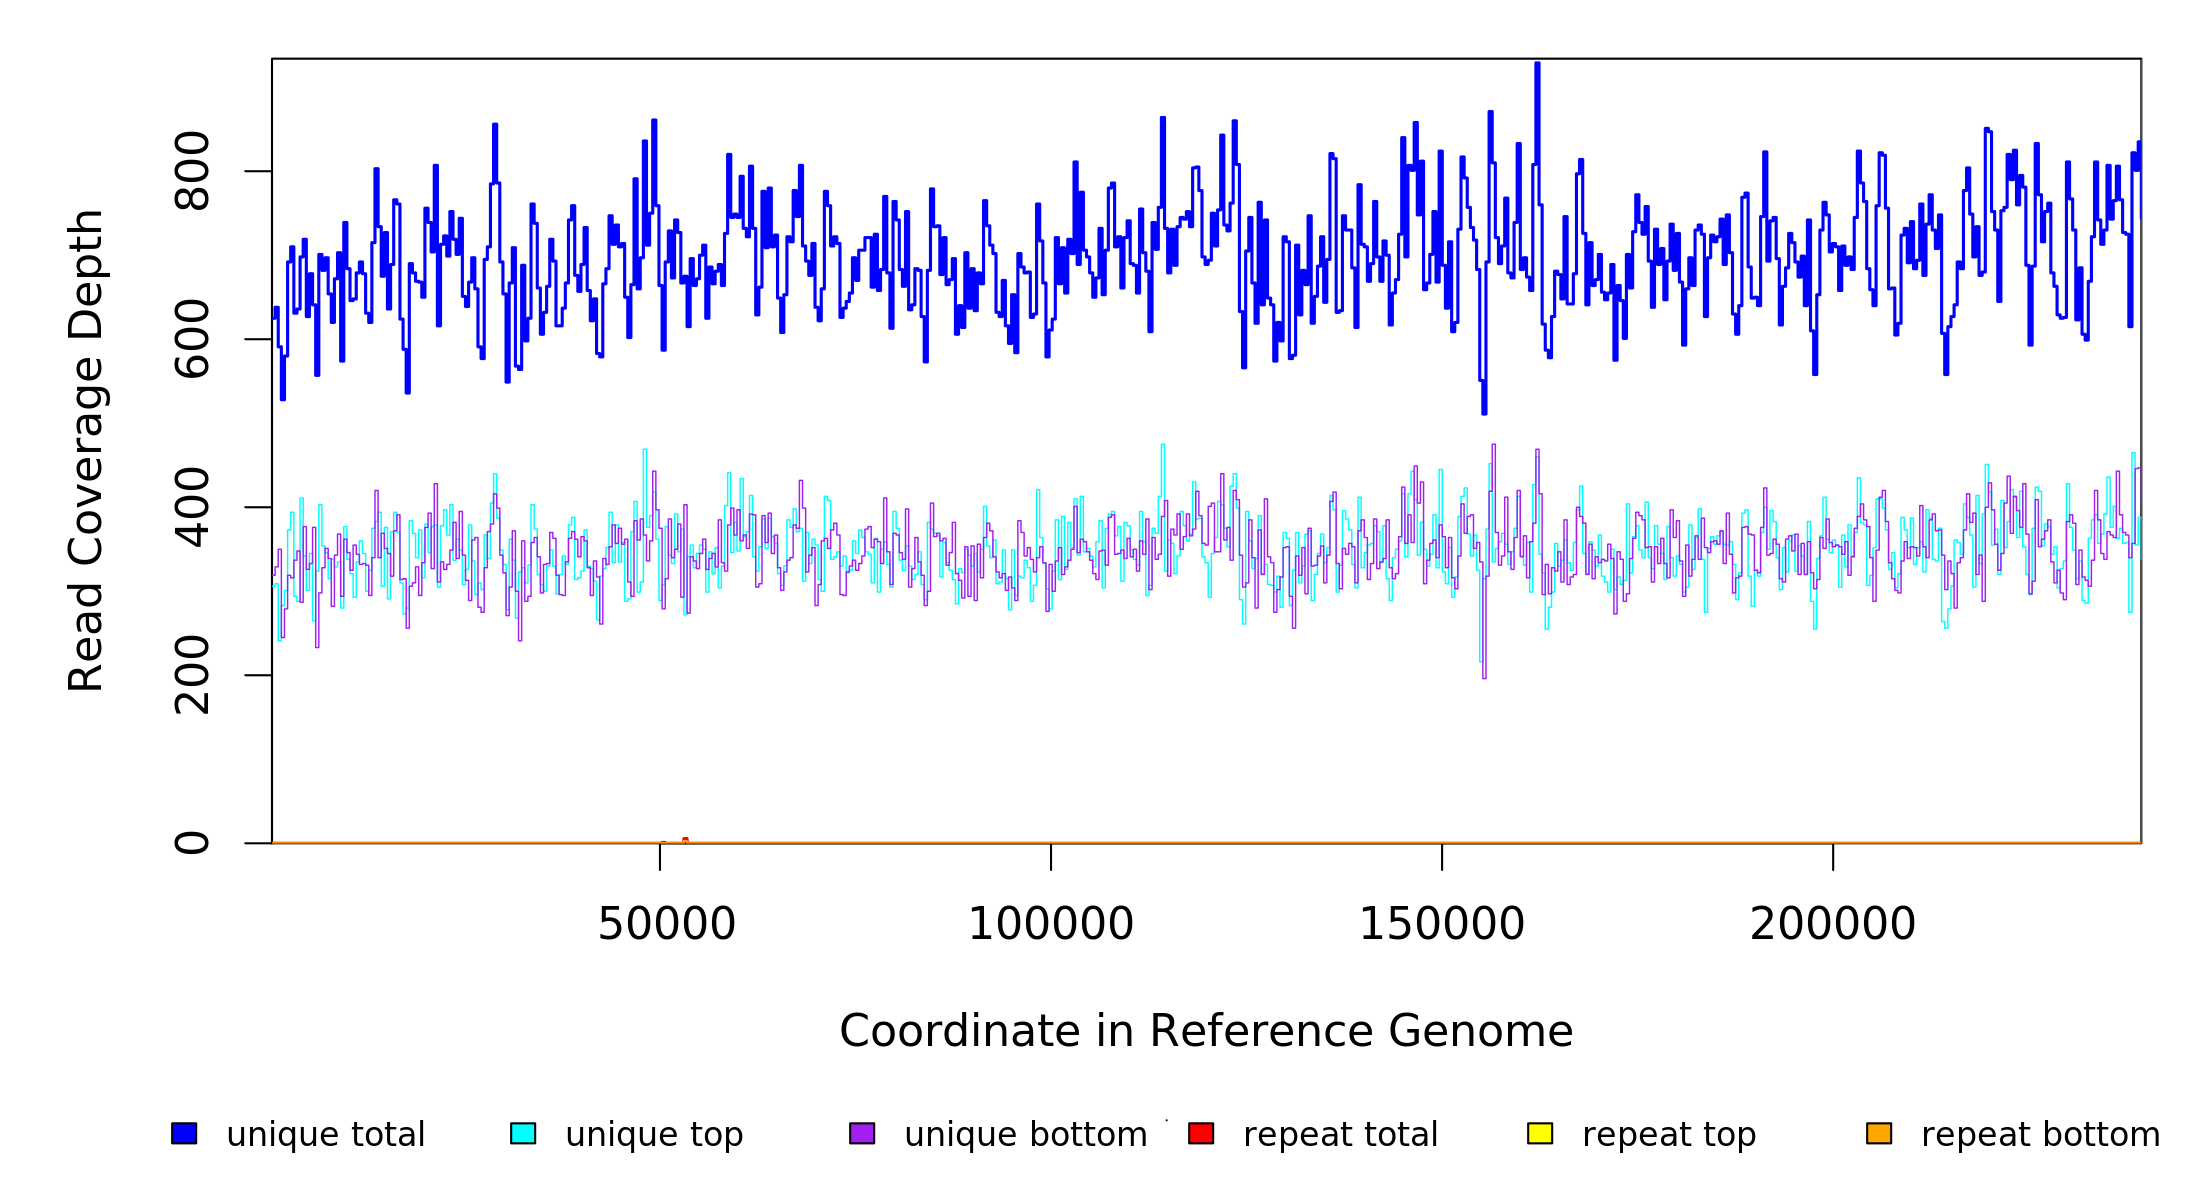 Read Coverage Depth
800
600
400
200
0
50000 100000 150000 200000
Coordinate in Reference Genome
unique total unique top unique bottom repeat total repeat top repeat bottom